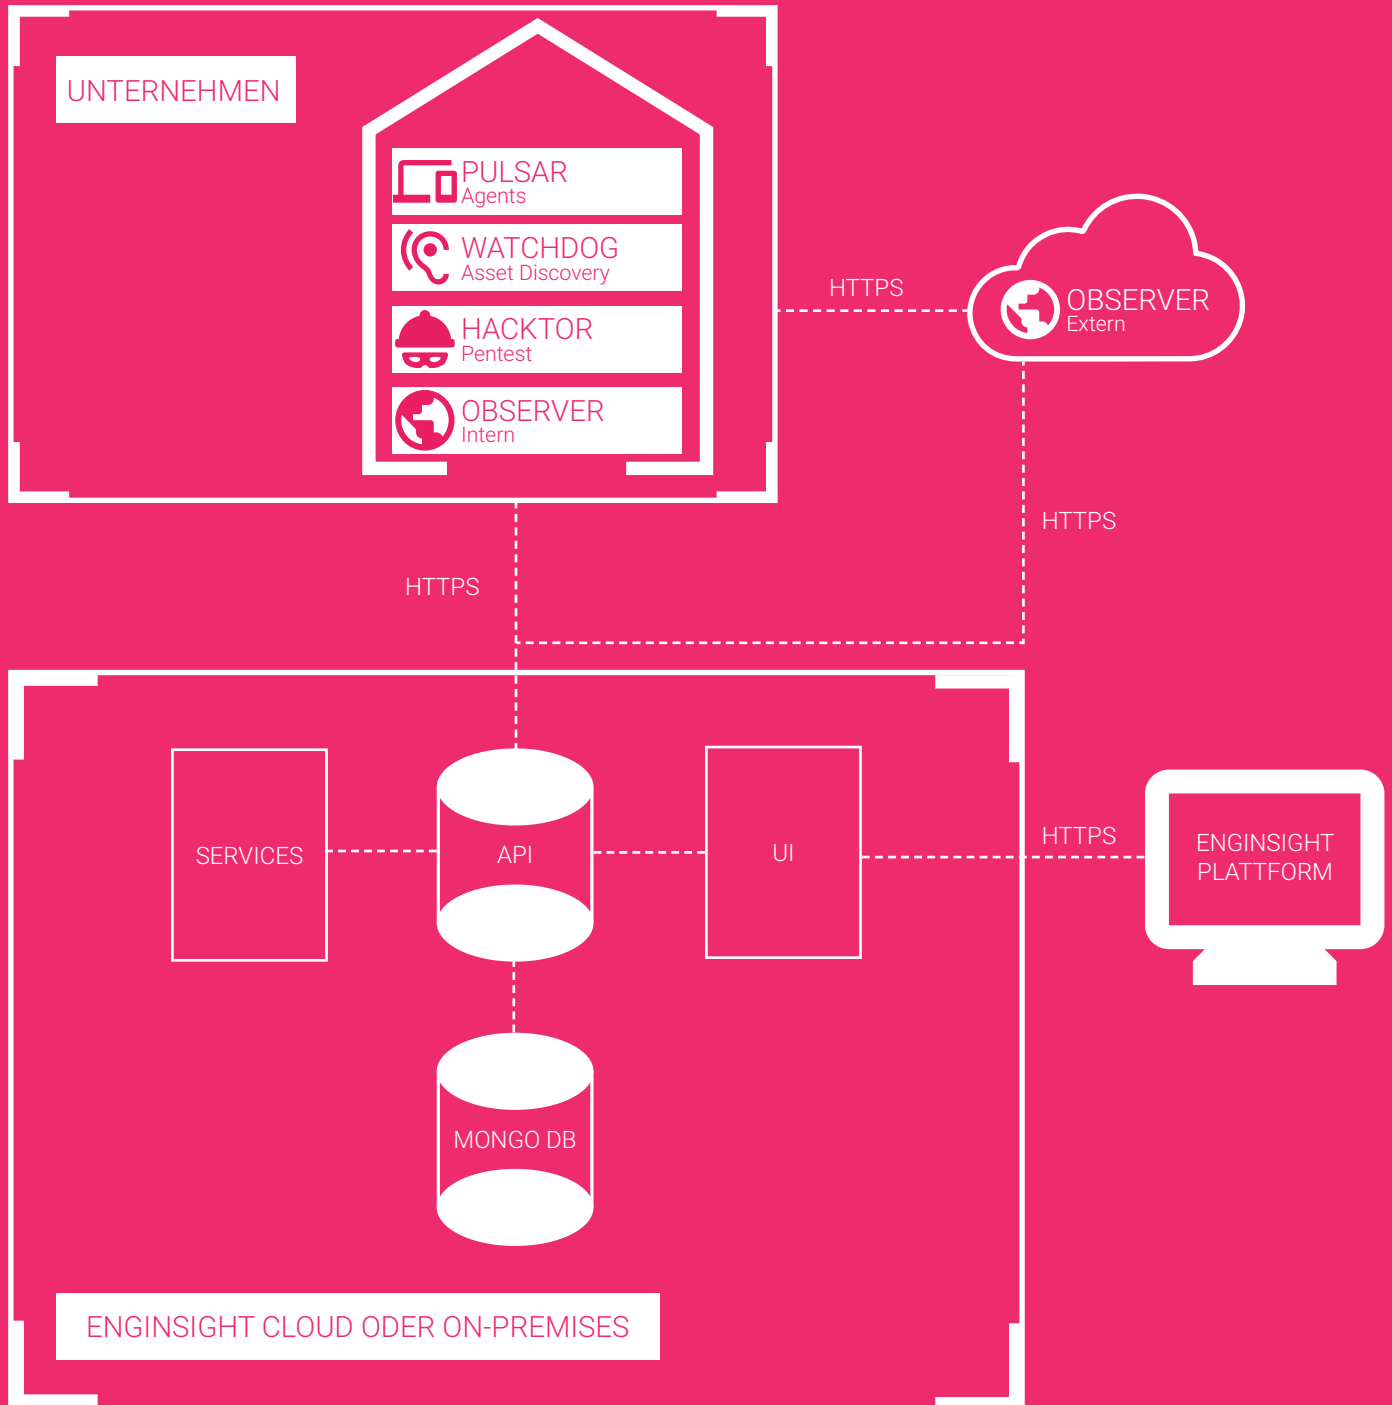 UNTERNEHMEN
PULSAR
Agents
WATCHDOG
Asset Discovery
HACKTOR
Pentest
OBSERVER
Intern
HTTPS
OBSERVER
Extern
HTTPS
HTTPS
SERVICES
API
UI
HTTPS
ENGINSIGHT
PLATTFORM
MONGO DB
ENGINSIGHT CLOUD ODER ON-PREMISES